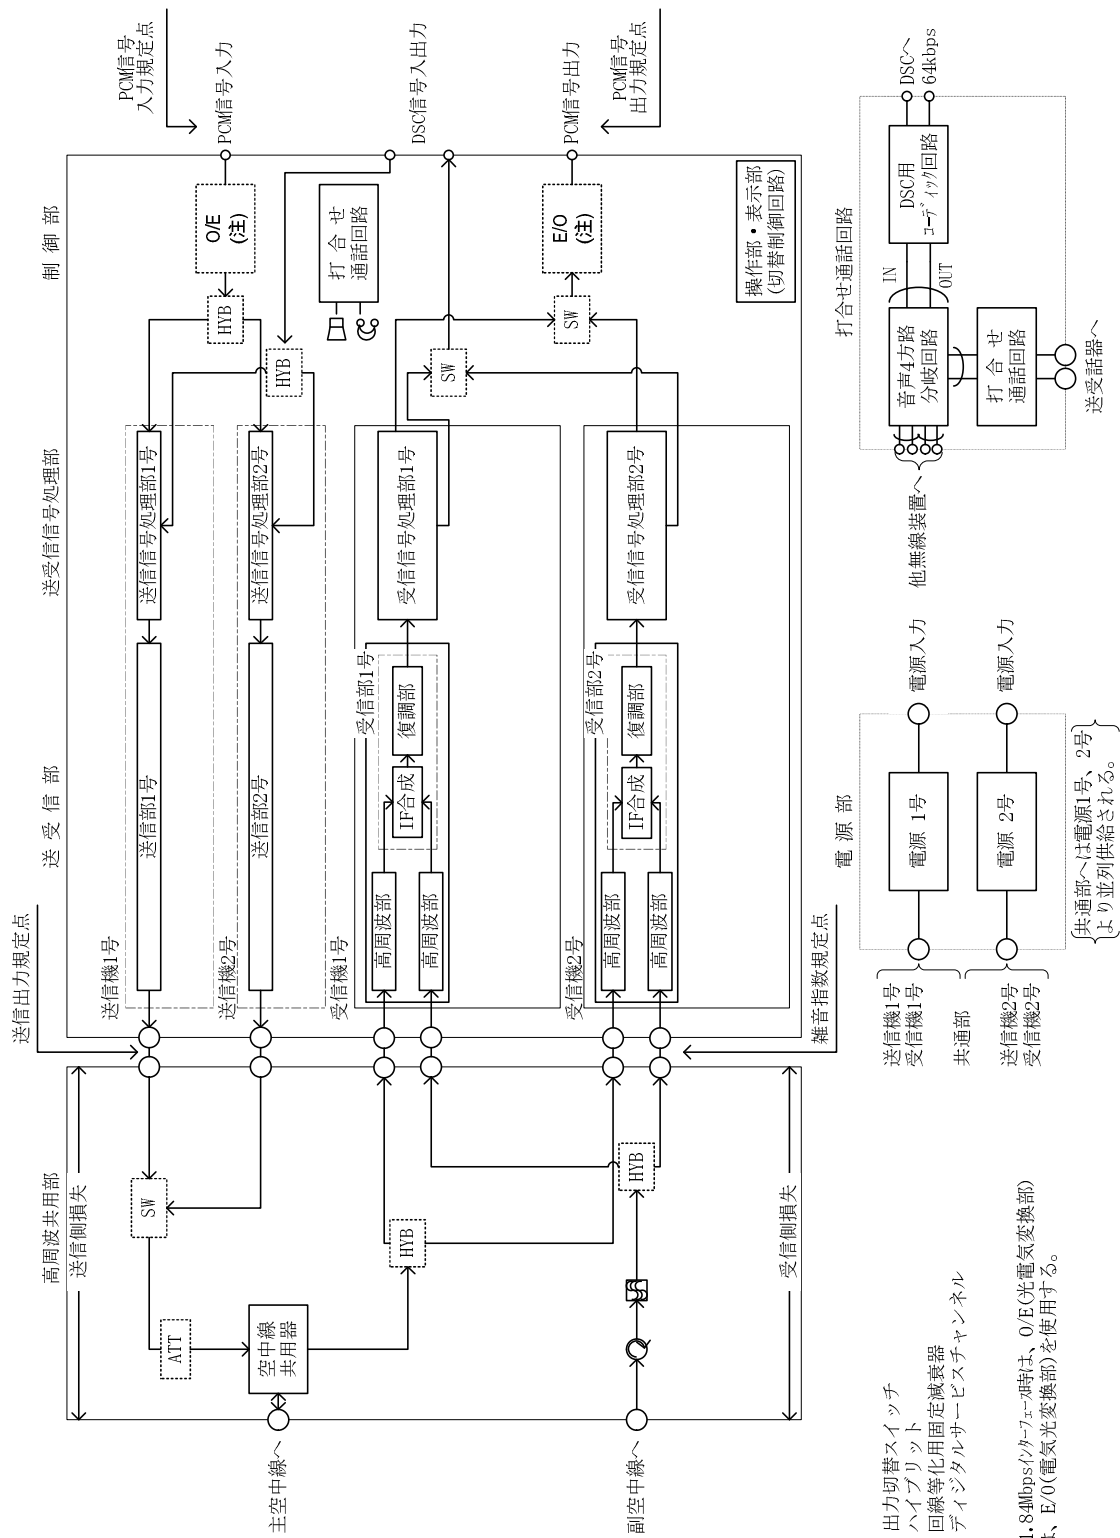 高周波共用部
送受信部
送受信信号処理部
制御部
送信側損失
受信側損失
送信出力規定点
雑音指数規定点
PCM信号
入力規定点
PCM信号入力
DSC信号入出力
PCM信号出力
PCM信号
出力規定点
主空中線へ
副空中線へ
空中線
共用器
ATT
SW
HYB
HYB
送信機1号
送信部1号
送信信号処理部1号
送信機2号
送信部2号
送信信号処理部2号
受信機1号
受信部1号
高周波部
高周波部
IF合成
復調部
受信信号処理部1号
受信機2号
受信部2号
高周波部
高周波部
IF合成
復調部
受信信号処理部2号
HYB
HYB
O/E
(注)
打合せ
通話回路
SW
SW
E/O
(注)
操作部・表示部
(切替制御回路)
出力切替スイッチ
ハイブリット
回線等化用固定減衰器
ディジタルサービスチャンネル
1.84Mbpsインターフェース時は、O/E(光電気変換部)
は、E/O(電気光変換部)を使用する。
電源部
送信機1号
受信機1号
共通部
送信機2号
受信機2号
電源 1号
電源 2号
電源入力
電源入力
共通部へは電源1号、2号
より並列供給される。
打合せ通話回路
他無線装置へ
音声4方路
分岐回路
IN
OUT
DSC用
コーディック回路
DSCへ
64kbps
打合せ
通話回路
送受話器へ